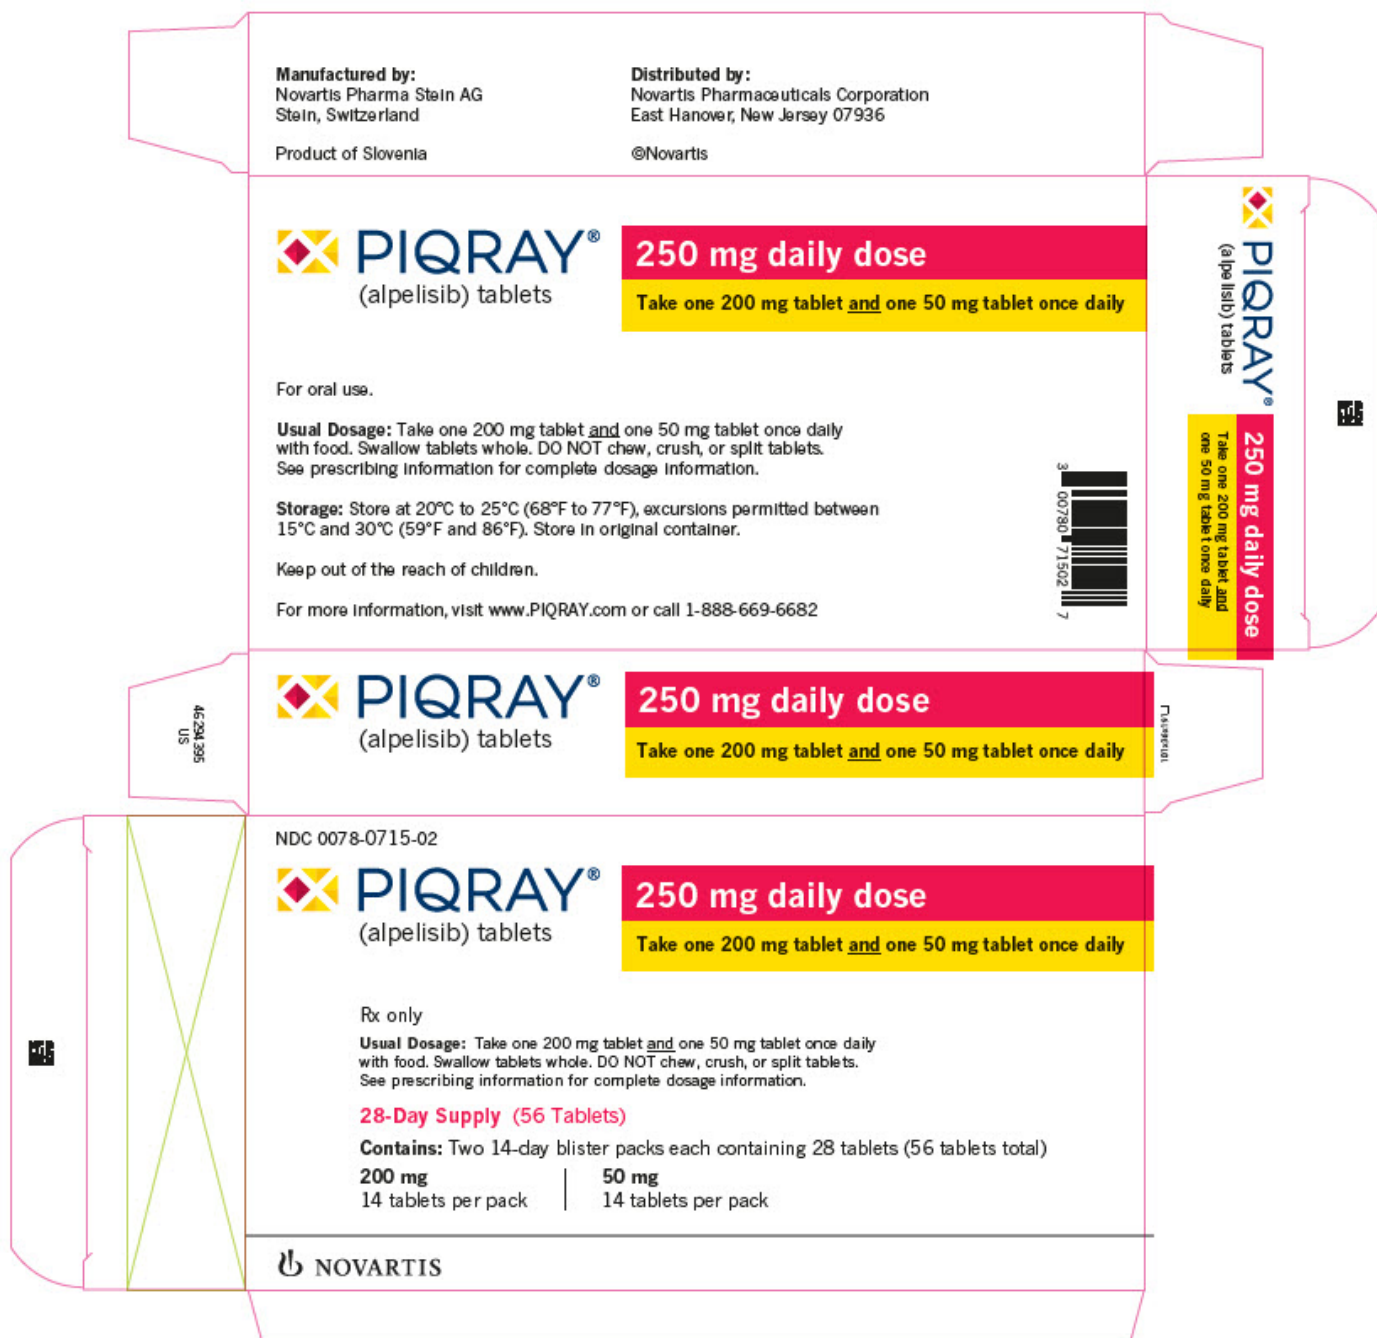 Manufactured by:
Novartis Pharma Stein AG
Stein, Switzerland
Product of Slovenia
Distributed by:
Novartis Pharmaceuticals Corporation
East Hanover, New Jersey 07936
©Novartis
PIQRAY®
(alpelisib) tablets
250 mg daily dose
Take one 200 mg tablet and one 50 mg tablet once daily
For oral use.
Usual Dosage: Take one 200 mg tablet and one 50 mg tablet once daily
with food. Swallow tablets whole. DO NOT chew, crush, or split tablets.
See prescribing information for complete dosage information.
Storage: Store at 20°C to 25°C (68°F to 77°F), excursions permitted between
15°C and 30°C (59°F and 86°F). Store in original container.
Keep out of the reach of children.
For more information, visit www.PIQRAY.com or call 1-888-669-6682
3 00780 71502 7
PIQRAY®
(alpelisib) tablets
250 mg daily dose
Take one 200 mg tablet and
one 50 mg tablet once daily
46294395
US
PIQRAY®
(alpelisib) tablets
250 mg daily dose
Take one 200 mg tablet and one 50 mg tablet once daily
NDC 0078-0715-02
PIQRAY®
(alpelisib) tablets
250 mg daily dose
Take one 200 mg tablet and one 50 mg tablet once daily
Rx only
Usual Dosage: Take one 200 mg tablet and one 50 mg tablet once daily
with food. Swallow tablets whole. DO NOT chew, crush, or split tablets.
See prescribing information for complete dosage information.
28-Day Supply (56 Tablets)
Contains: Two 14-day blister packs each containing 28 tablets (56 tablets total)
200 mg
14 tablets per pack
50 mg
14 tablets per pack
NOVARTIS